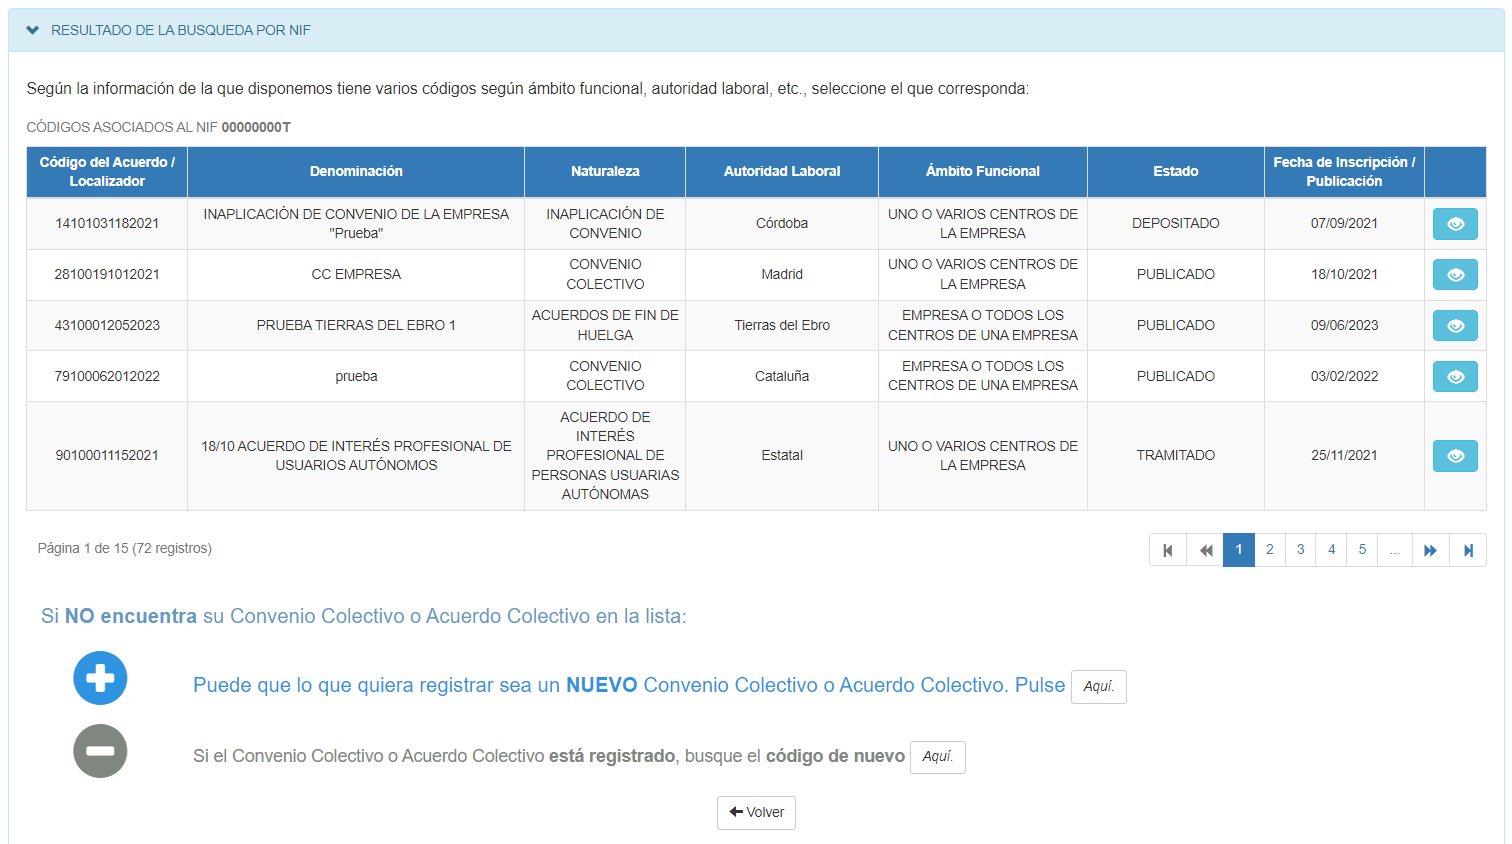 RESULTADO DE LA BUSQUEDA POR NIF
Según la información de la que disponemos tiene varios códigos según ámbito funcional, autoridad laboral, etc., seleccione el que corresponda:
CÓDIGOS ASOCIADOS AL NIF 00000000T
Código del Acuerdo / Localizador Denominación Naturaleza Autoridad Laboral Ámbito Funcional Estado Fecha de Inscripción / Publicación
14101031182021 INAPLICACIÓN DE CONVENIO DE LA EMPRESA "Prueba" INAPLICACIÓN DE CONVENIO Córdoba UNO O VARIOS CENTROS DE LA EMPRESA DEPOSITADO 07/09/2021
28100191012021 CC EMPRESA CONVENIO COLECTIVO Madrid UNO O VARIOS CENTROS DE LA EMPRESA PUBLICADO 18/10/2021
43100012052023 PRUEBA TIERRAS DEL EBRO 1 ACUERDOS DE FIN DE HUELGA Tierras del Ebro EMPRESA O TODOS LOS CENTROS DE UNA EMPRESA PUBLICADO 09/06/2023
79100062012022 prueba CONVENIO COLECTIVO Cataluña EMPRESA O TODOS LOS CENTROS DE UNA EMPRESA PUBLICADO 03/02/2022
90100011152021 18/10 ACUERDO DE INTERÉS PROFESIONAL DE USUARIOS AUTÓNOMOS ACUERDO DE INTERÉS PROFESIONAL DE PERSONAS USUARIAS AUTÓNOMAS Estatal UNO O VARIOS CENTROS DE LA EMPRESA TRAMITADO 25/11/2021
Página 1 de 15 (72 registros)
1 2 3 4 5 ...
Si NO encuentra su Convenio Colectivo o Acuerdo Colectivo en la lista:
Puede que lo que quiera registrar sea un NUEVO Convenio Colectivo o Acuerdo Colectivo. Pulse Aquí.
Si el Convenio Colectivo o Acuerdo Colectivo está registrado, busque el código de nuevo Aquí.
Volver